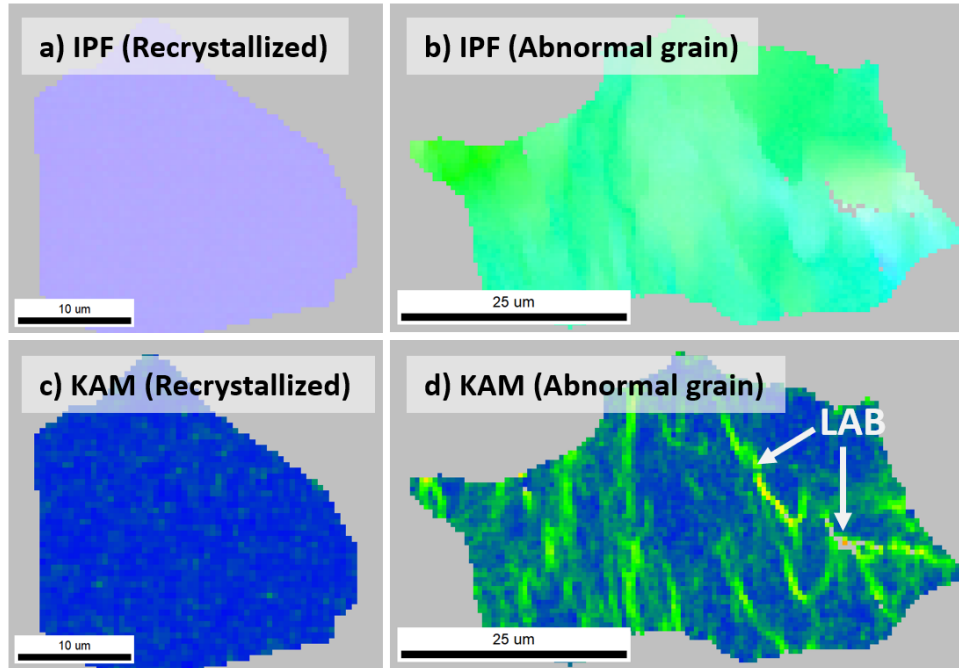 a) IPF (Recrystallized)
b) IPF (Abnormal grain)
10 um
25 um
c) KAM (Recrystallized)
d) KAM (Abnormal grain)
LAB
10 um
25 um